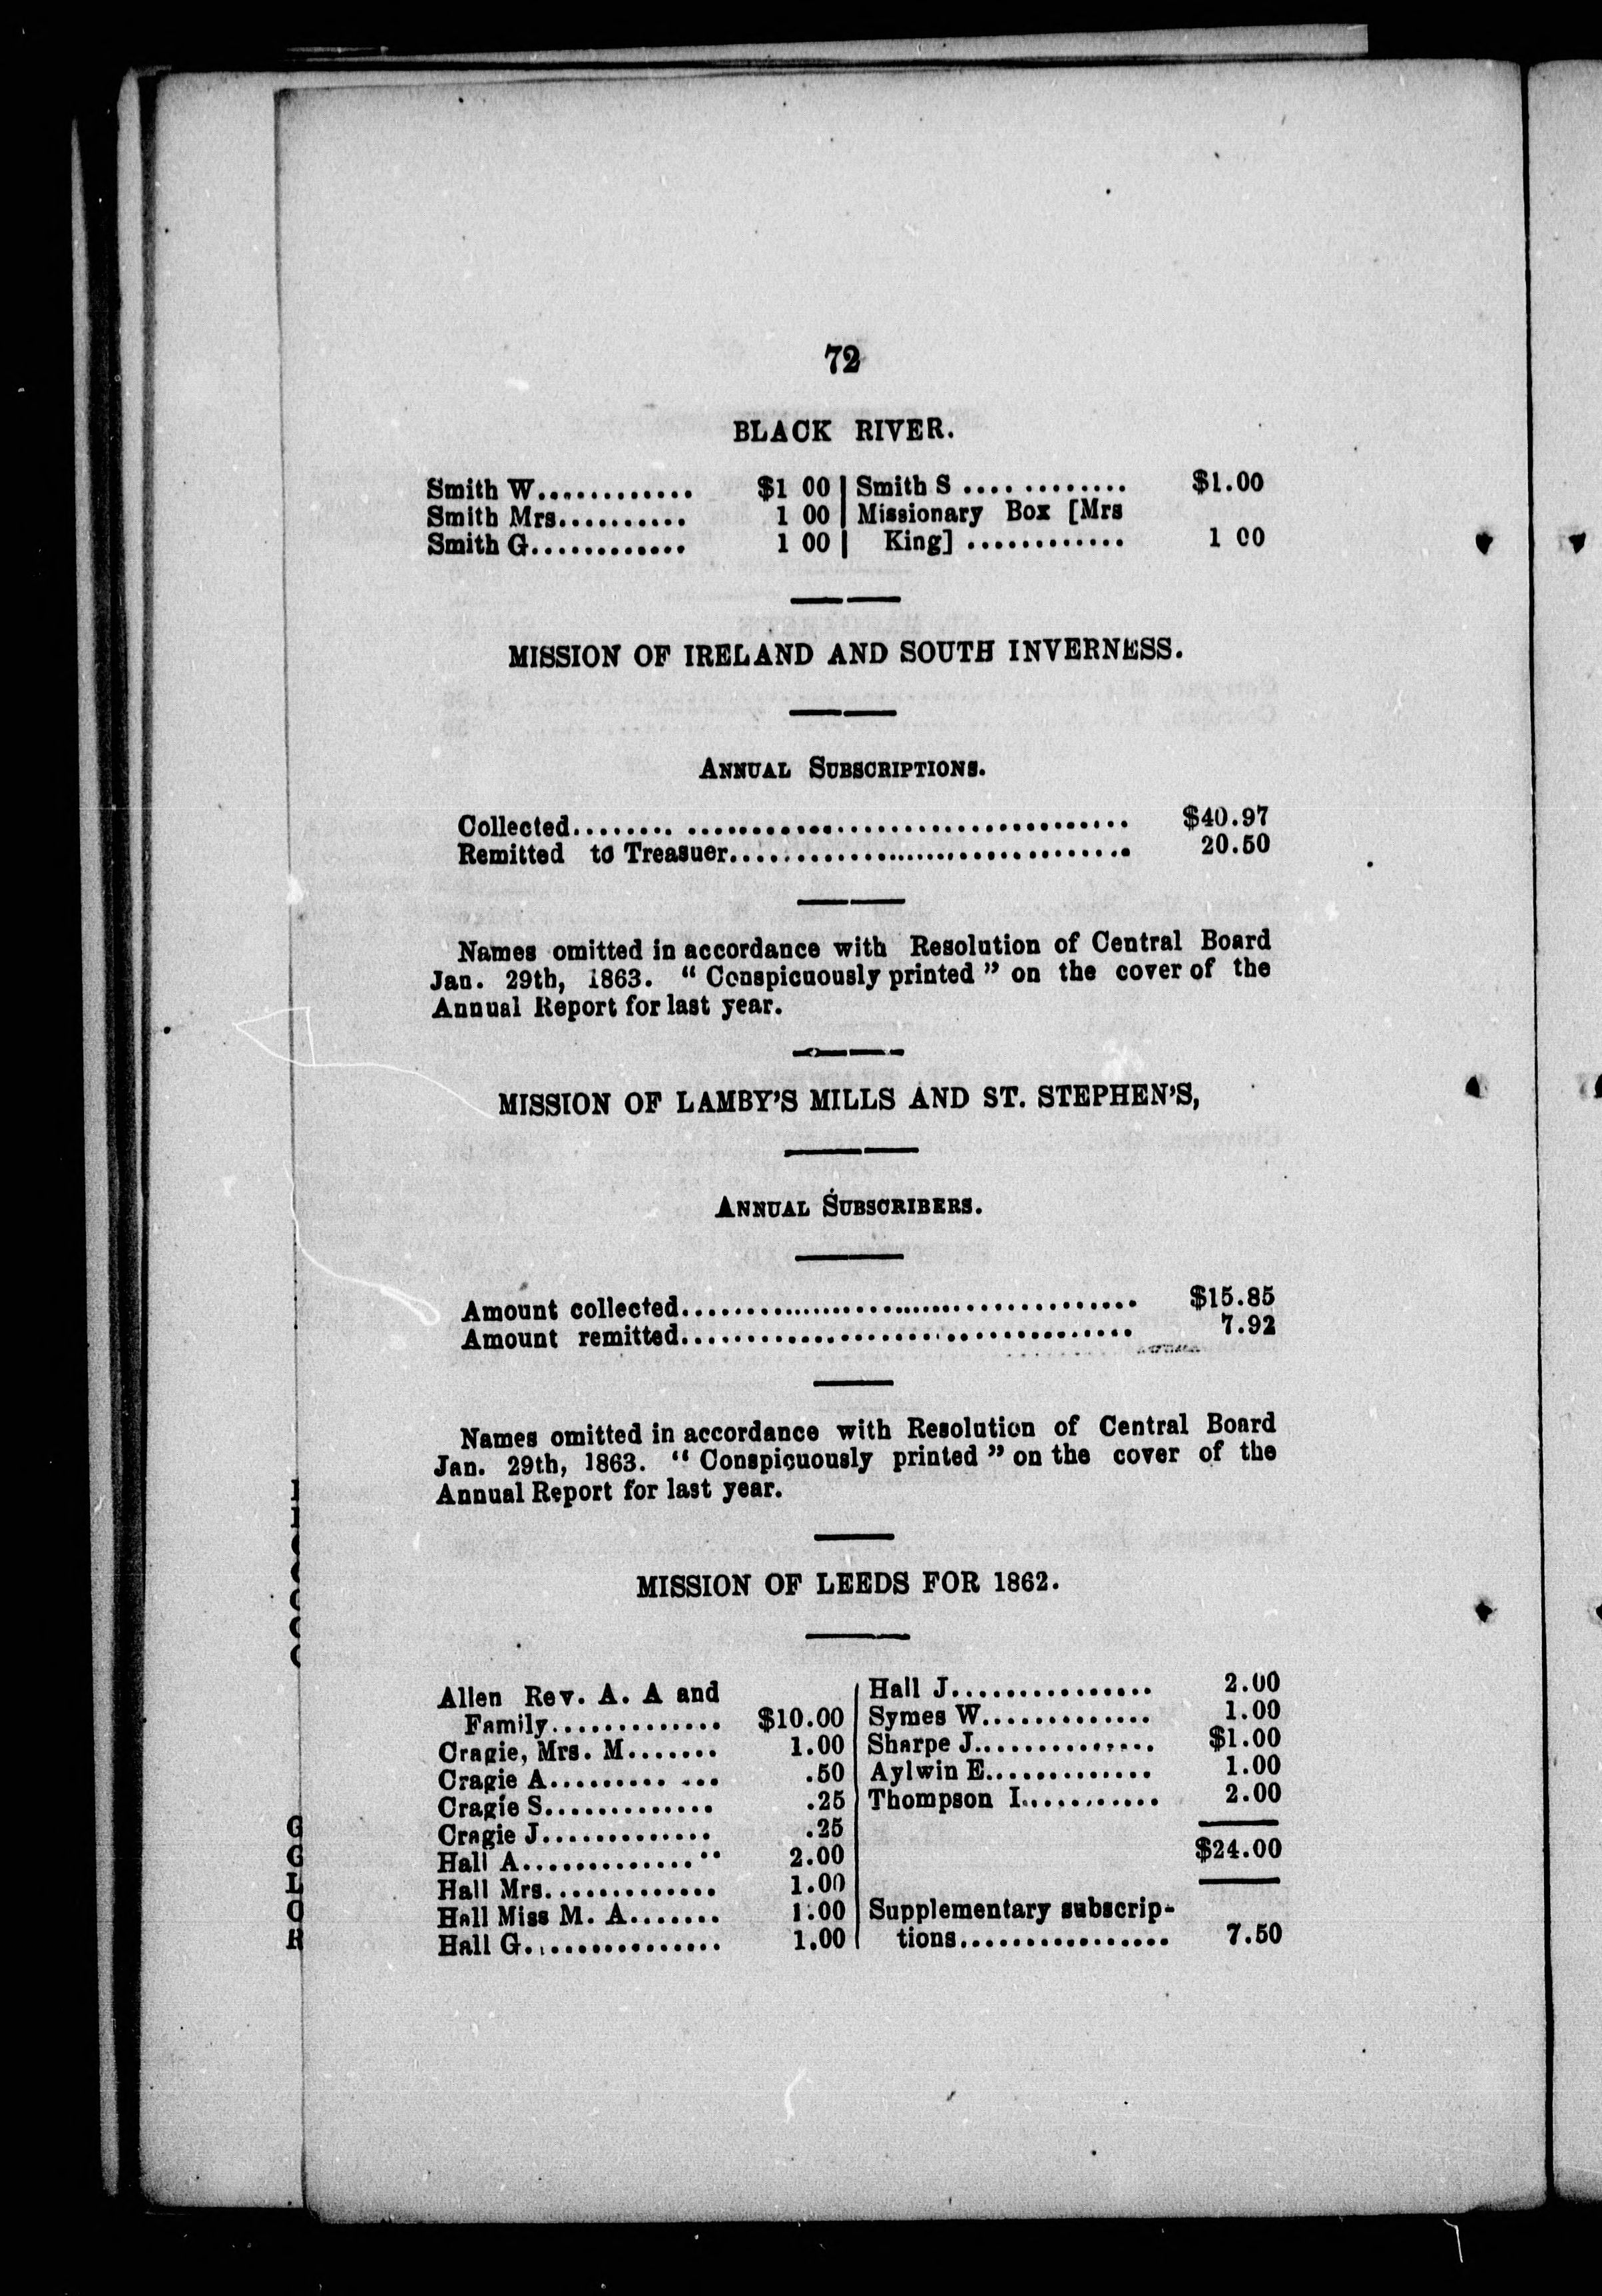 72
BLACK RIVER.
Smith W............ $1 00
Smith Mrs.......... 1 00
Smith G............ 1 00
Smith S .... ......... $1.00
Missionary Box [Mrs
King] ............ 1 00
MISSION OF IRELAND AND SOUTH INVERNESS.
ANNUAL SUBSCRIPTIONS.
Collected........ .................................. $40.97
Remitted to Treasuer................................ 20.50
Names omitted in accordance with Resolution of Central Board
Jan. 29th, 1863. “ Conspicuously printed ” on the cover of the
Annual Report for last year.
MISSION OF LAMBY’S MILLS AND ST. STEPHEN’S,
ANNUAL SUBSCRIBERS.
Amount collected.................................... $15.85
Amount remitted.................................... 7.92
Names omitted in accordance with Resolution of Central Board
Jan. 29th, 1863. “ Conspicuously printed ” on the cover of the
Annual Report for last year.
MISSION OF LEEDS FOR 1862.
Allen Rev. A. A and
Family............. $10.00
Cragie, Mrs. M....... 1.00
Cragie A......... ... .50
Cragie S............. .25
Cragie J............. .25
Hall A............... 2.00
Hall Mrs............. 1.00
Hall Miss M. A....... 1.00
Hall G............... 1.00
Hall J............... 2.00
Symes W............. 1.00
Sharpe J.............. $1.00
Aylwin E............. 1.00
Thompson I........... 2.00
$24.00
Supplementary subscrip-
tions................ 7.50
G
G
L
R